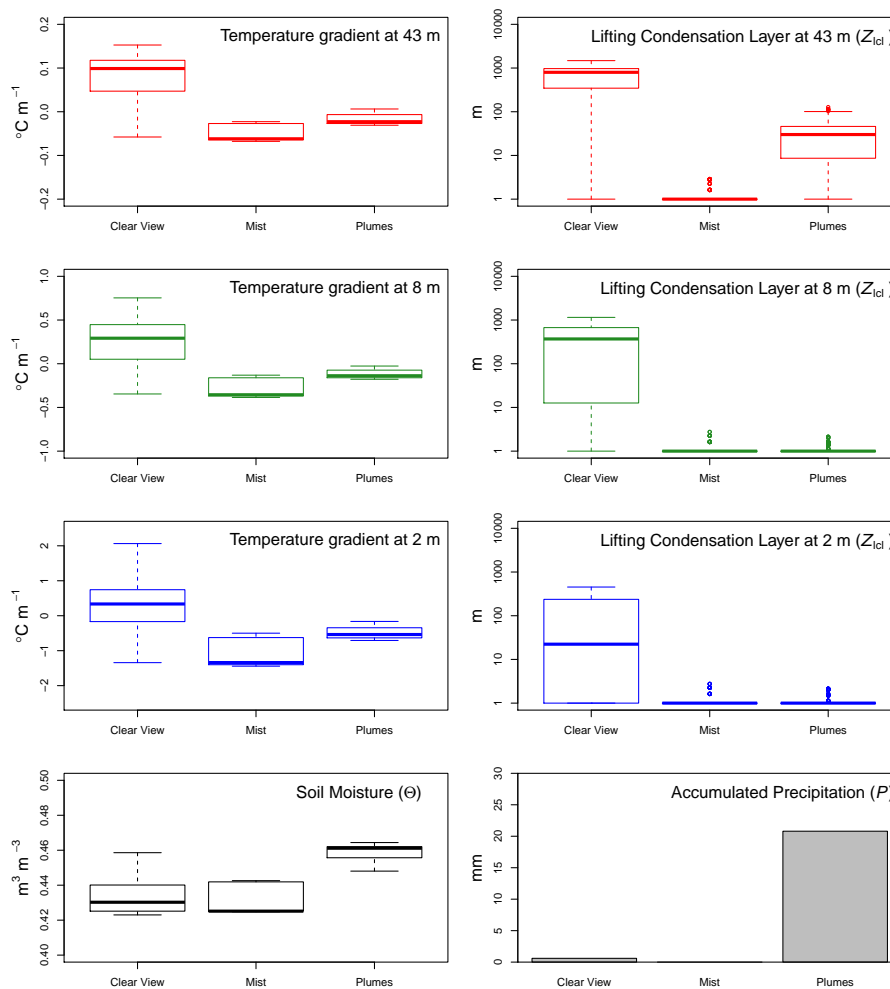 Temperature gradient at 43 m
°C m⁻¹
0.2
0.1
0.0
−0.1
−0.2
Clear View Mist Plumes
Lifting Condensation Layer at 43 m (Zlcl)
m
10000
1000
100
10
1
Clear View Mist Plumes
Temperature gradient at 8 m
°C m⁻¹
1.0
0.5
0.0
−0.5
−1.0
Clear View Mist Plumes
Lifting Condensation Layer at 8 m (Zlcl)
m
10000
1000
100
10
1
Clear View Mist Plumes
Temperature gradient at 2 m
°C m⁻¹
2
1
0
−1
−2
Clear View Mist Plumes
Lifting Condensation Layer at 2 m (Zlcl)
m
10000
1000
100
10
1
Clear View Mist Plumes
Soil Moisture (Θ)
m³ m⁻³
0.50
0.48
0.46
0.44
0.42
0.40
Clear View Mist Plumes
Accumulated Precipitation (P)
mm
30
25
20
15
10
5
0
Clear View Mist Plumes